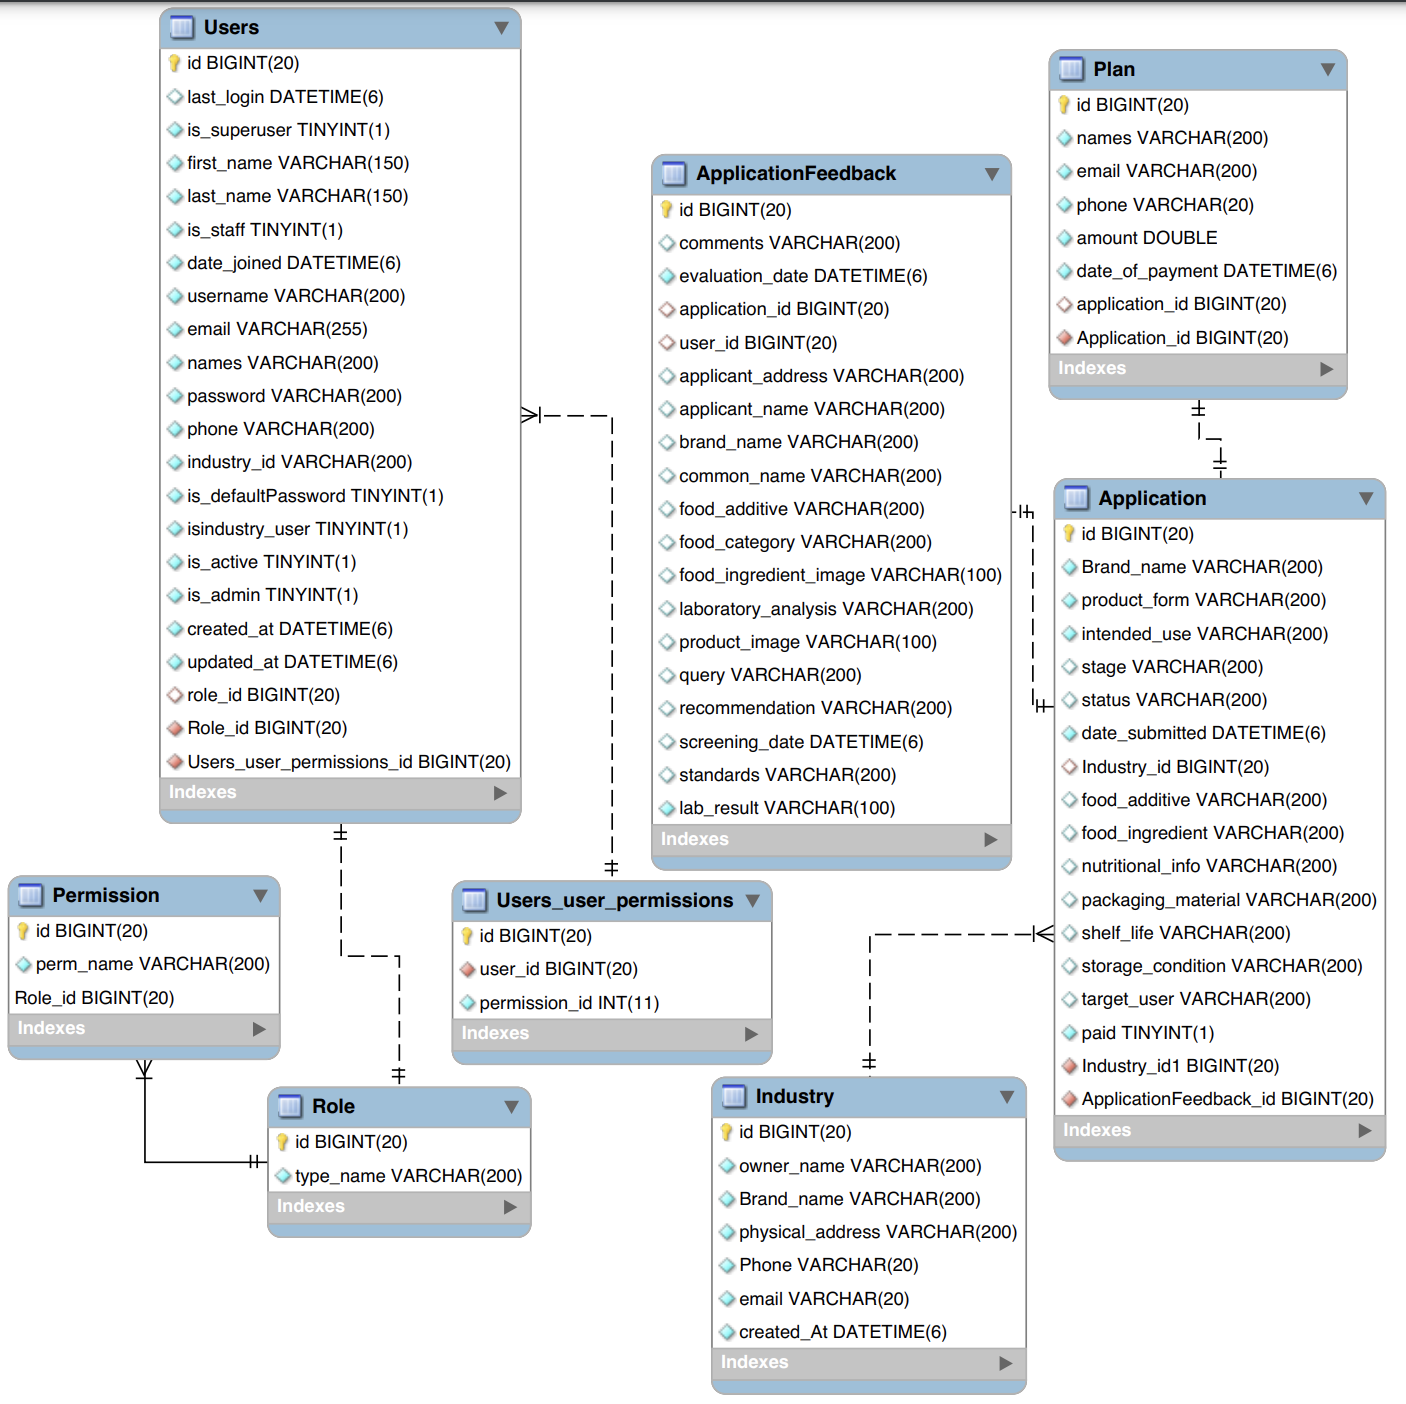 Users
id BIGINT(20)
last_login DATETIME(6)
is_superuser TINYINT(1)
first_name VARCHAR(150)
last_name VARCHAR(150)
is_staff TINYINT(1)
date_joined DATETIME(6)
username VARCHAR(200)
email VARCHAR(255)
names VARCHAR(200)
password VARCHAR(200)
phone VARCHAR(200)
industry_id VARCHAR(200)
is_defaultPassword TINYINT(1)
isindustry_user TINYINT(1)
is_active TINYINT(1)
is_admin TINYINT(1)
created_at DATETIME(6)
updated_at DATETIME(6)
role_id BIGINT(20)
Role_id BIGINT(20)
Users_user_permissions_id BIGINT(20)
Indexes
ApplicationFeedback
id BIGINT(20)
comments VARCHAR(200)
evaluation_date DATETIME(6)
application_id BIGINT(20)
user_id BIGINT(20)
applicant_address VARCHAR(200)
applicant_name VARCHAR(200)
brand_name VARCHAR(200)
common_name VARCHAR(200)
food_additive VARCHAR(200)
food_category VARCHAR(200)
food_ingredient_image VARCHAR(100)
laboratory_analysis VARCHAR(200)
product_image VARCHAR(100)
query VARCHAR(200)
recommendation VARCHAR(200)
screening_date DATETIME(6)
standards VARCHAR(200)
lab_result VARCHAR(100)
Indexes
Plan
id BIGINT(20)
names VARCHAR(200)
email VARCHAR(200)
phone VARCHAR(20)
amount DOUBLE
date_of_payment DATETIME(6)
application_id BIGINT(20)
Application_id BIGINT(20)
Indexes
Application
id BIGINT(20)
Brand_name VARCHAR(200)
product_form VARCHAR(200)
intended_use VARCHAR(200)
stage VARCHAR(200)
status VARCHAR(200)
date_submitted DATETIME(6)
Industry_id BIGINT(20)
food_additive VARCHAR(200)
food_ingredient VARCHAR(200)
nutritional_info VARCHAR(200)
packaging_material VARCHAR(200)
shelf_life VARCHAR(200)
storage_condition VARCHAR(200)
target_user VARCHAR(200)
paid TINYINT(1)
Industry_id1 BIGINT(20)
ApplicationFeedback_id BIGINT(20)
Indexes
Permission
id BIGINT(20)
perm_name VARCHAR(200)
Role_id BIGINT(20)
Indexes
Users_user_permissions
id BIGINT(20)
user_id BIGINT(20)
permission_id INT(11)
Indexes
Role
id BIGINT(20)
type_name VARCHAR(200)
Indexes
Industry
id BIGINT(20)
owner_name VARCHAR(200)
Brand_name VARCHAR(200)
physical_address VARCHAR(200)
Phone VARCHAR(20)
email VARCHAR(20)
created_At DATETIME(6)
Indexes